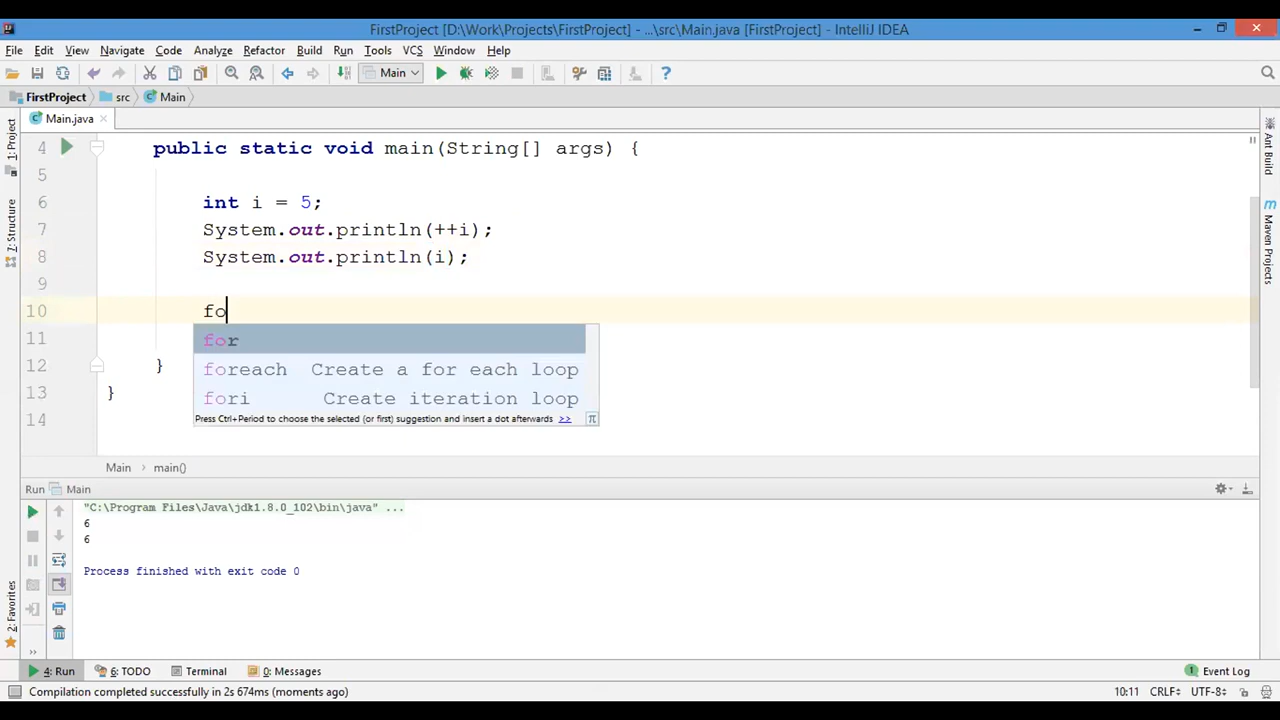 FirstProject [D:\Work\Projects\FirstProject] - ...\src\Main.java [FirstProject] - IntelliJ IDEA
File Edit View Navigate Code Analyze Refactor Build Run Tools VCS Window Help
Main
FirstProject src Main
1: Project
Main.java
4 public static void main(String[] args) {
5
6 int i = 5;
7 System.out.println(++i);
8 System.out.println(i);
9
10 fo
for
11
12 }
foreach Create a for each loop
13 }
fori Create iteration loop
14
Press Ctrl+Period to choose the selected (or first) suggestion and insert a dot afterwards >> π
7: Structure
Ant Build
m Maven Projects
Main main()
Run Main
"C:\Program Files\Java\jdk1.8.0_102\bin\java" ...
6
6
Process finished with exit code 0
2: Favorites
4: Run 6: TODO Terminal 0: Messages 1 Event Log
Compilation completed successfully in 2s 674ms (moments ago) 10:11 CRLF UTF-8